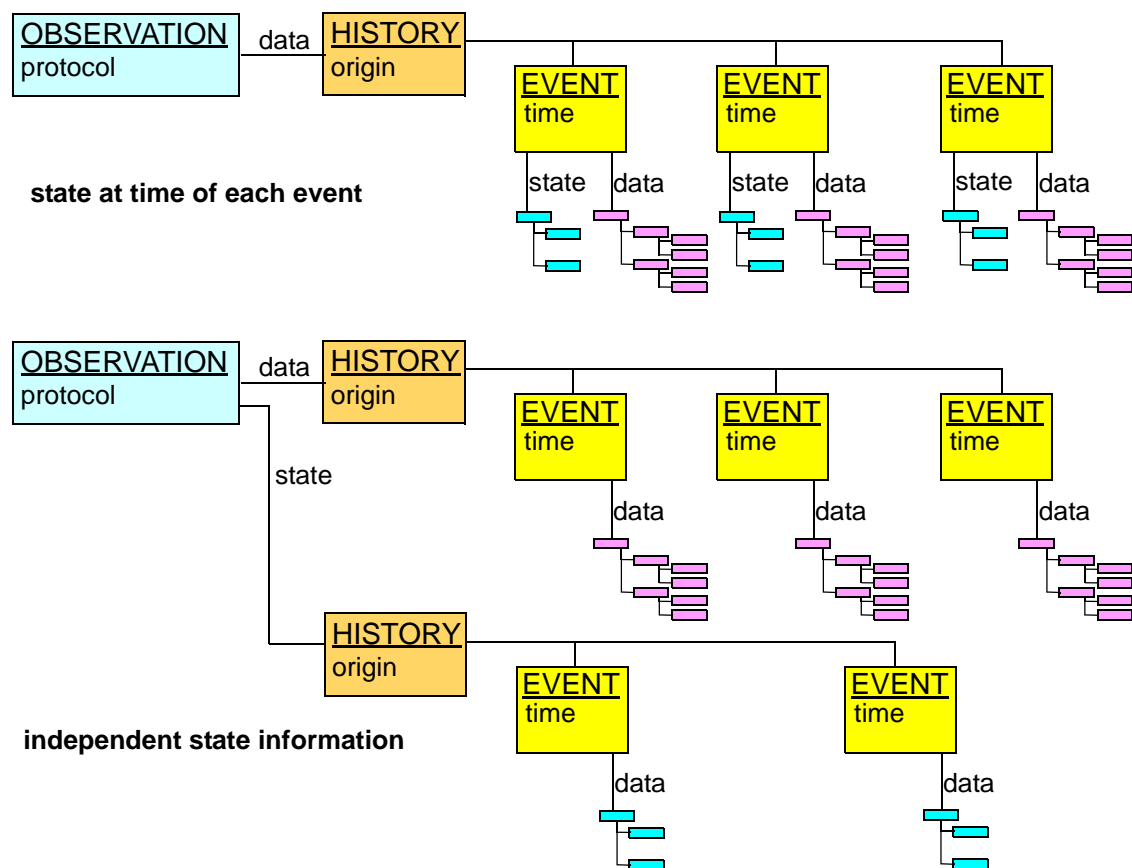 OBSERVATION
protocol
data
HISTORY
origin
EVENT
time
EVENT
time
EVENT
time
state
data
state
data
state
data
state at time of each event
OBSERVATION
protocol
data
HISTORY
origin
EVENT
time
EVENT
time
EVENT
time
state
data
data
data
HISTORY
origin
EVENT
time
EVENT
time
independent state information
data
data